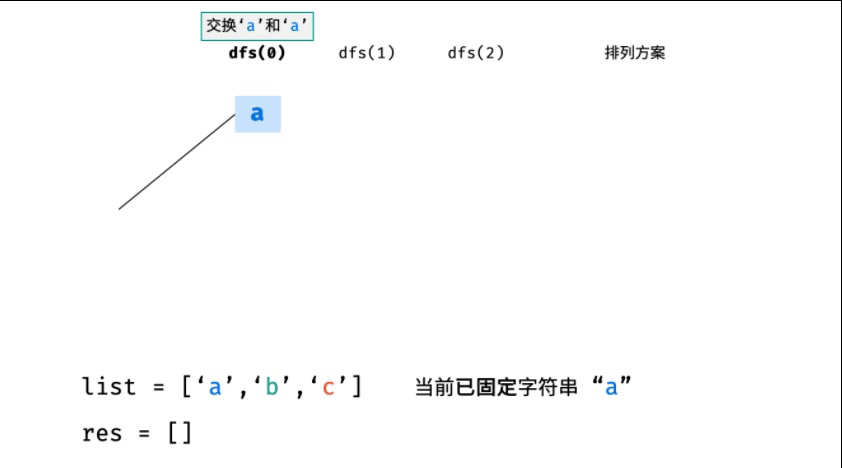 交换‘a’和‘a’
dfs(0) dfs(1) dfs(2) 排列方案
a
list = [‘a’,‘b’,‘c’] 当前已固定字符串 “a”
res = []